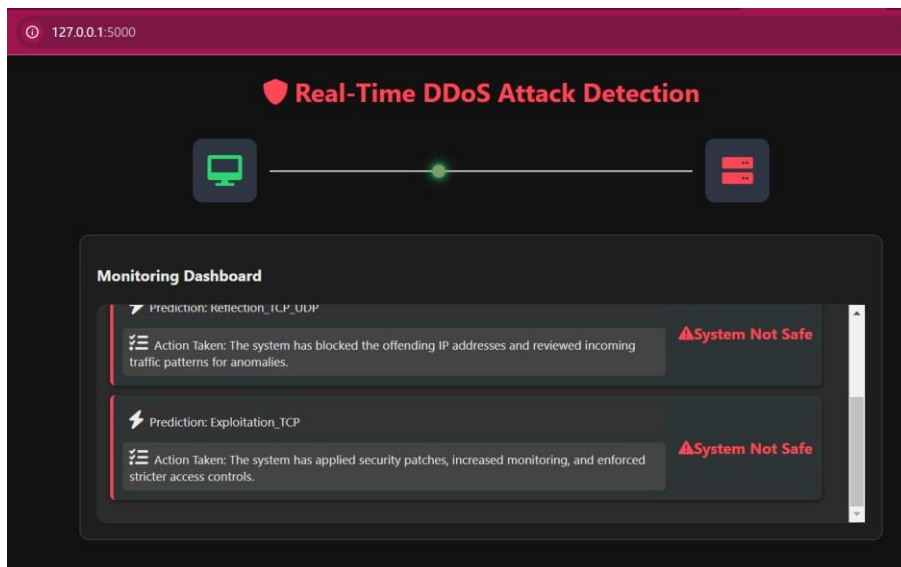 127.0.0.1:5000
Real-Time DDoS Attack Detection
Monitoring Dashboard
Prediction: Reflection_TCP_UDP
Action Taken: The system has blocked the offending IP addresses and reviewed incoming
traffic patterns for anomalies.
System Not Safe
Prediction: Exploitation_TCP
Action Taken: The system has applied security patches, increased monitoring, and enforced
stricter access controls.
System Not Safe